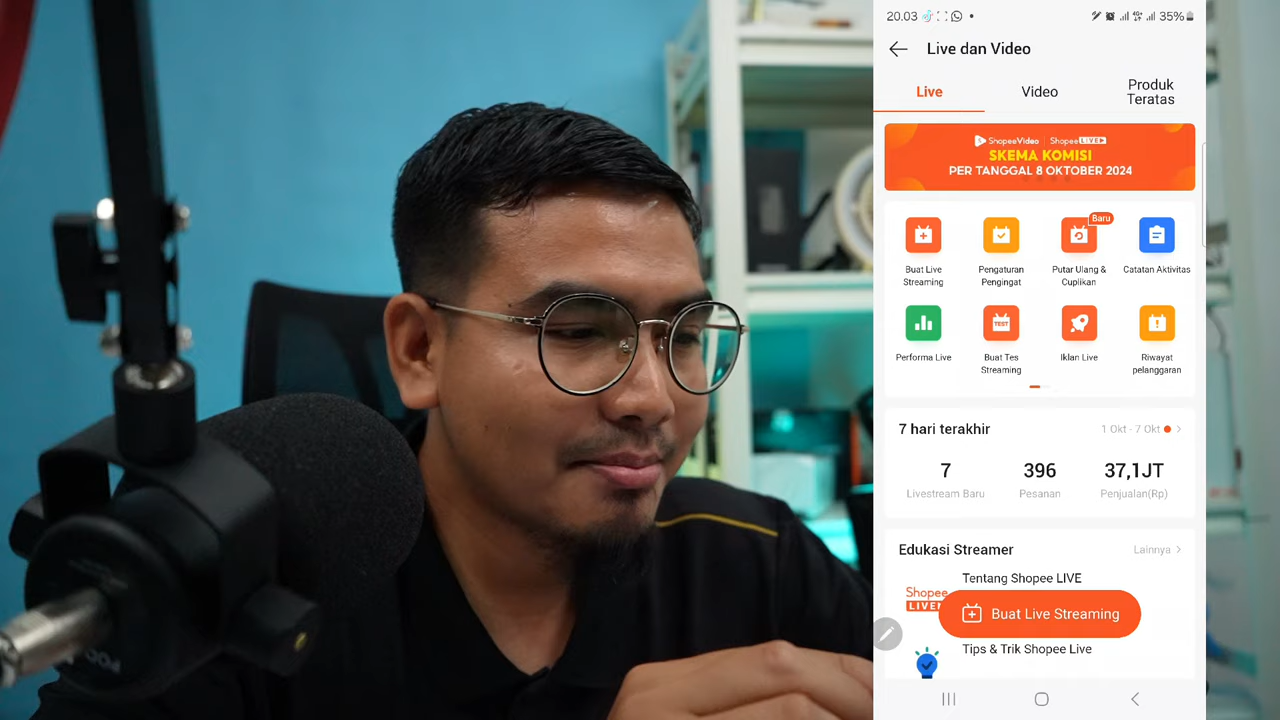 20.03
35%
Live dan Video
Live
Video
Produk
Teratas
ShopeeVideo
Shopee LIVE
SKEMA KOMISI
PER TANGGAL 8 OKTOBER 2024
Baru
Buat Live
Streaming
Pengaturan
Pengingat
Putar Ulang &
Cuplikan
Catatan Aktivitas
Performa Live
TEST
Buat Tes
Streaming
Iklan Live
Riwayat
pelanggaran
7 hari terakhir
1 Okt - 7 Okt
7
396
37,1JT
Livestream Baru
Pesanan
Penjualan(Rp)
Edukasi Streamer
Lainnya
Tentang Shopee LIVE
Shopee
LIVE
Buat Live Streaming
Tips & Trik Shopee Live